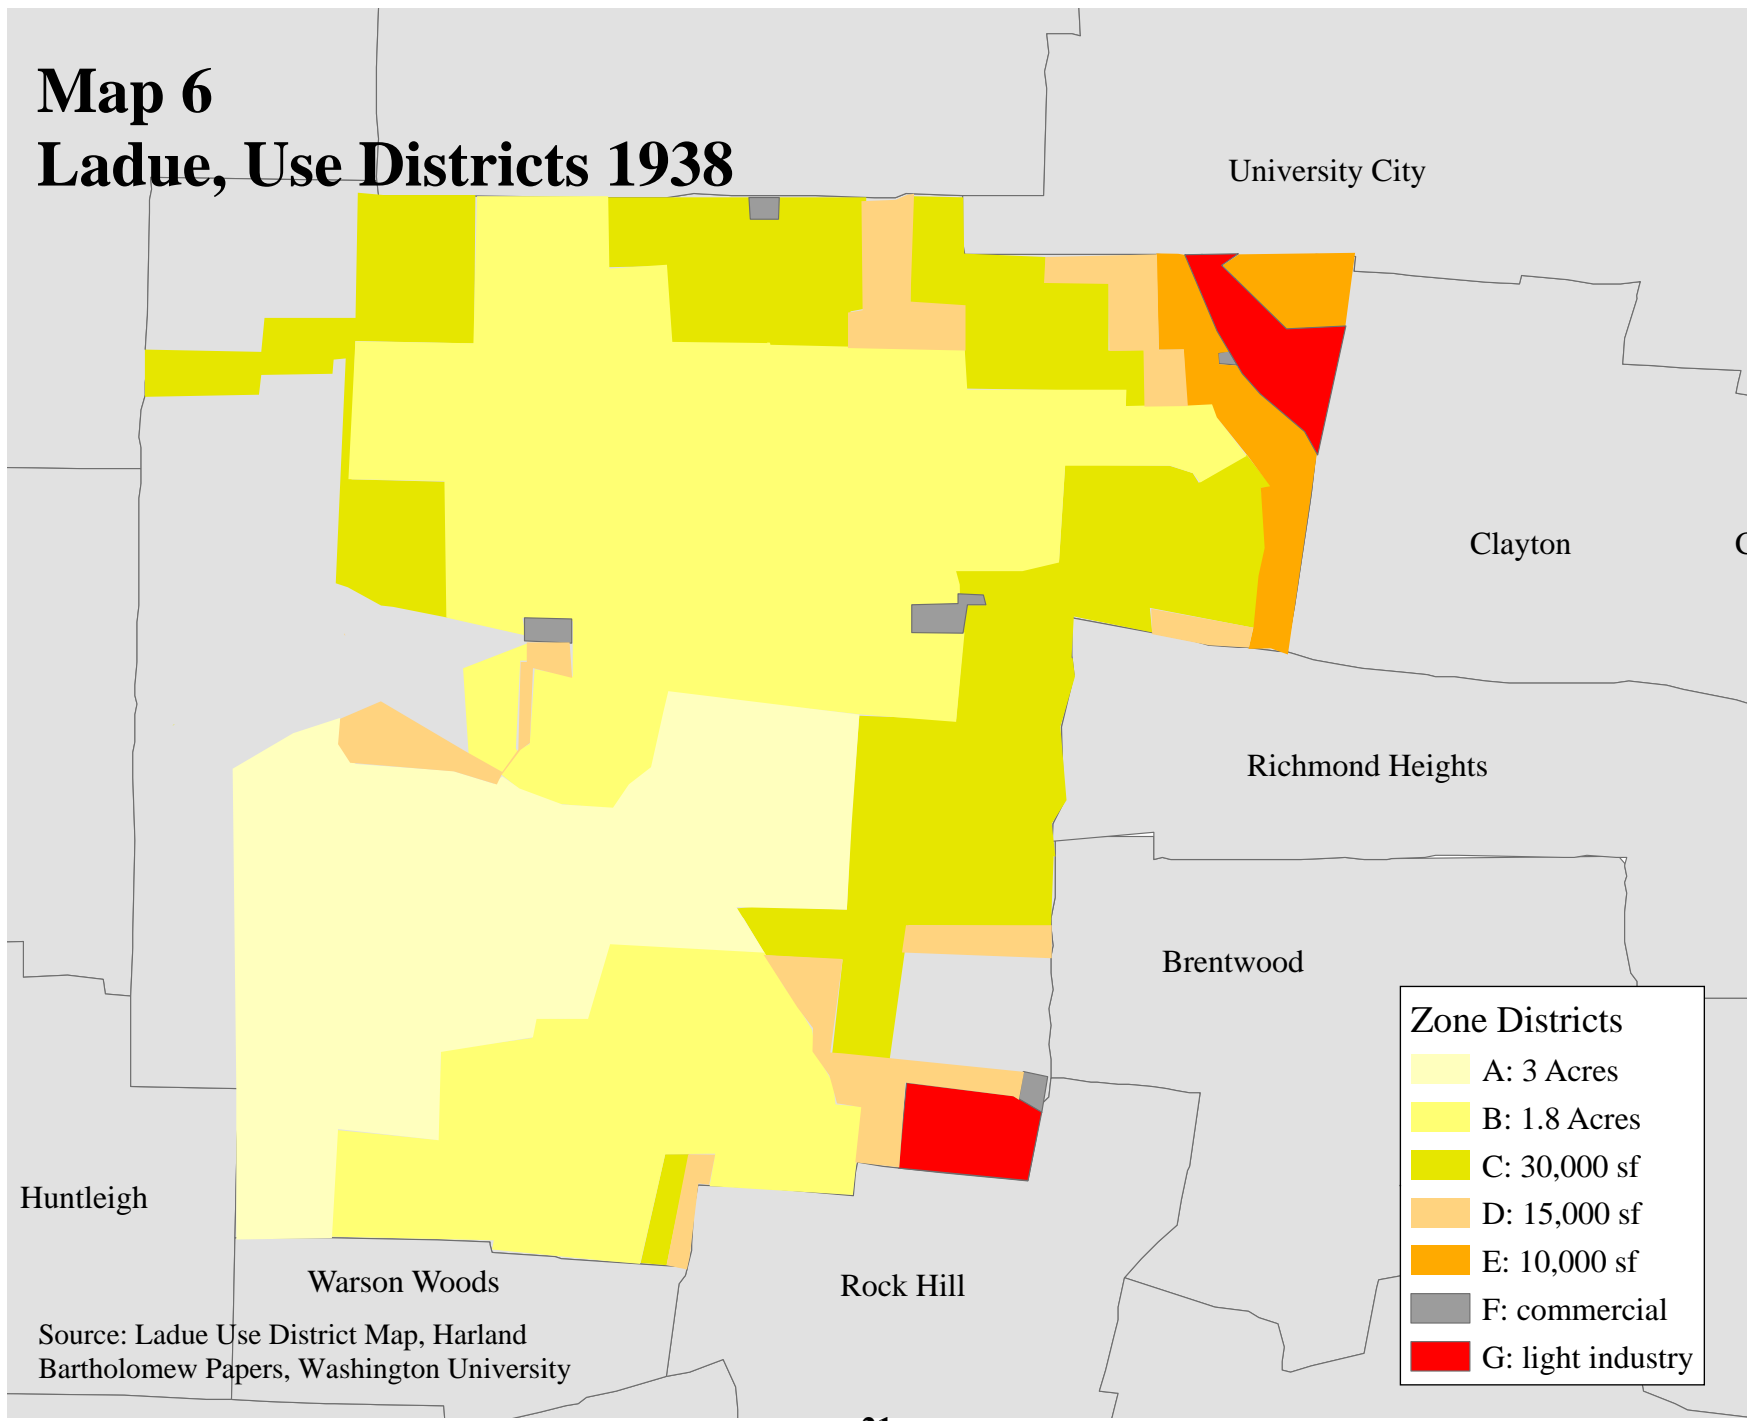 Map 6
Ladue, Use Districts 1938
University City
Clayton
Richmond Heights
Brentwood
Zone Districts
A: 3 Acres
B: 1.8 Acres
C: 30,000 sf
D: 15,000 sf
E: 10,000 sf
F: commercial
G: light industry
Huntleigh
Warson Woods
Rock Hill
Source: Ladue Use District Map, Harland
Bartholomew Papers, Washington University